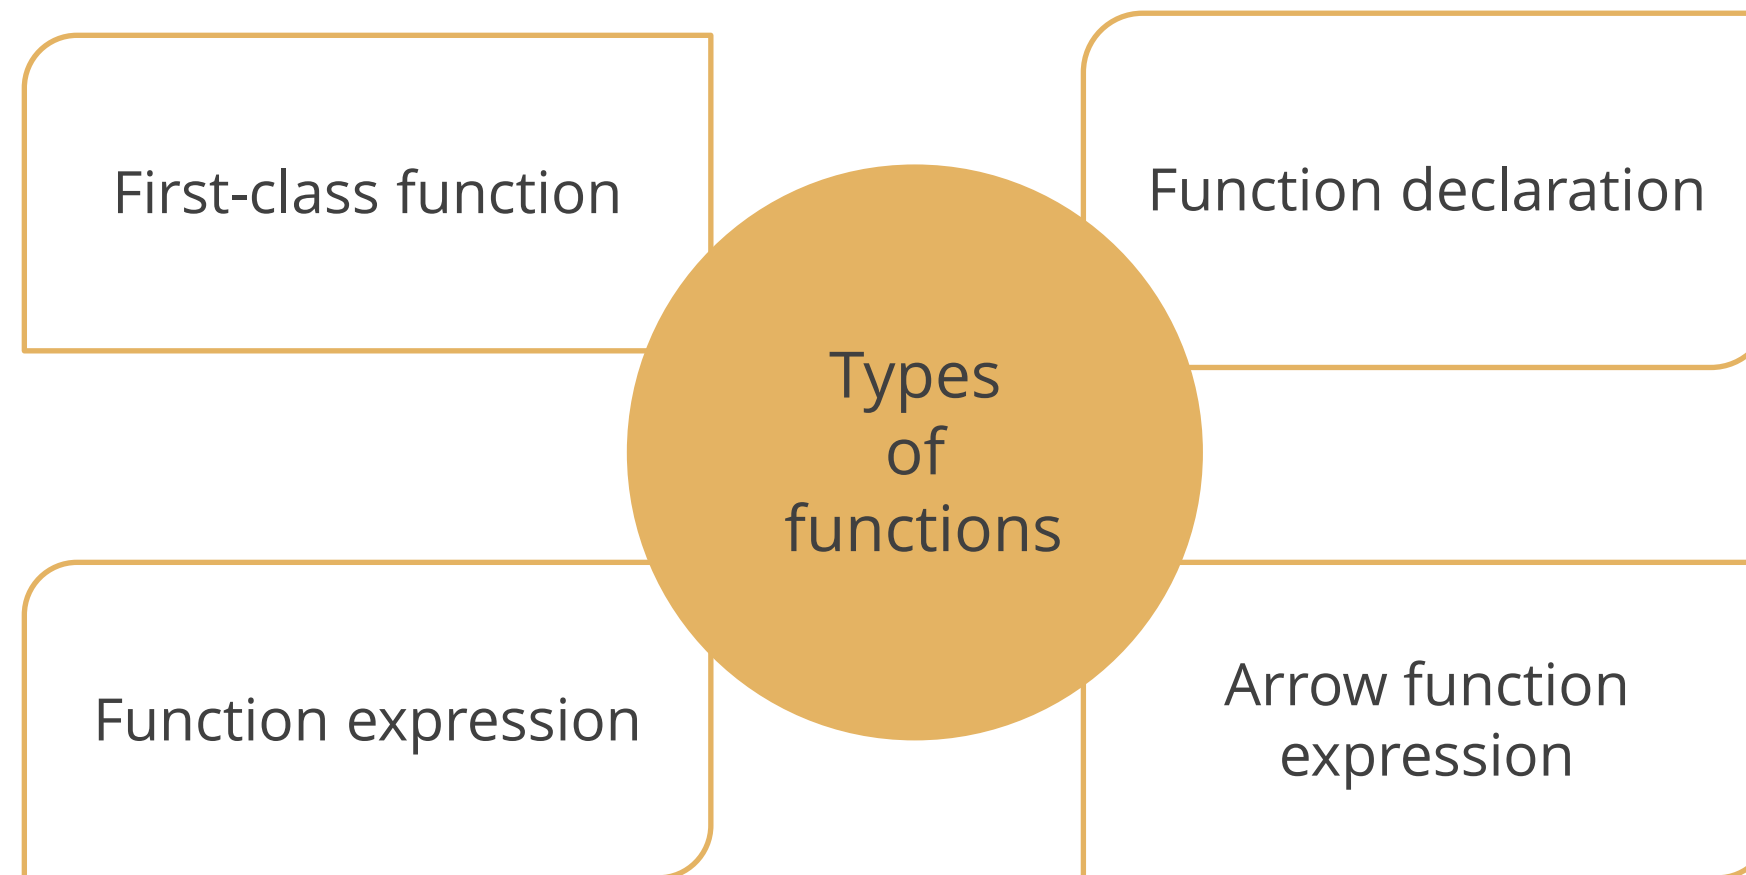 First-class function
Function declaration
Types
of
functions
Function expression
Arrow function
expression